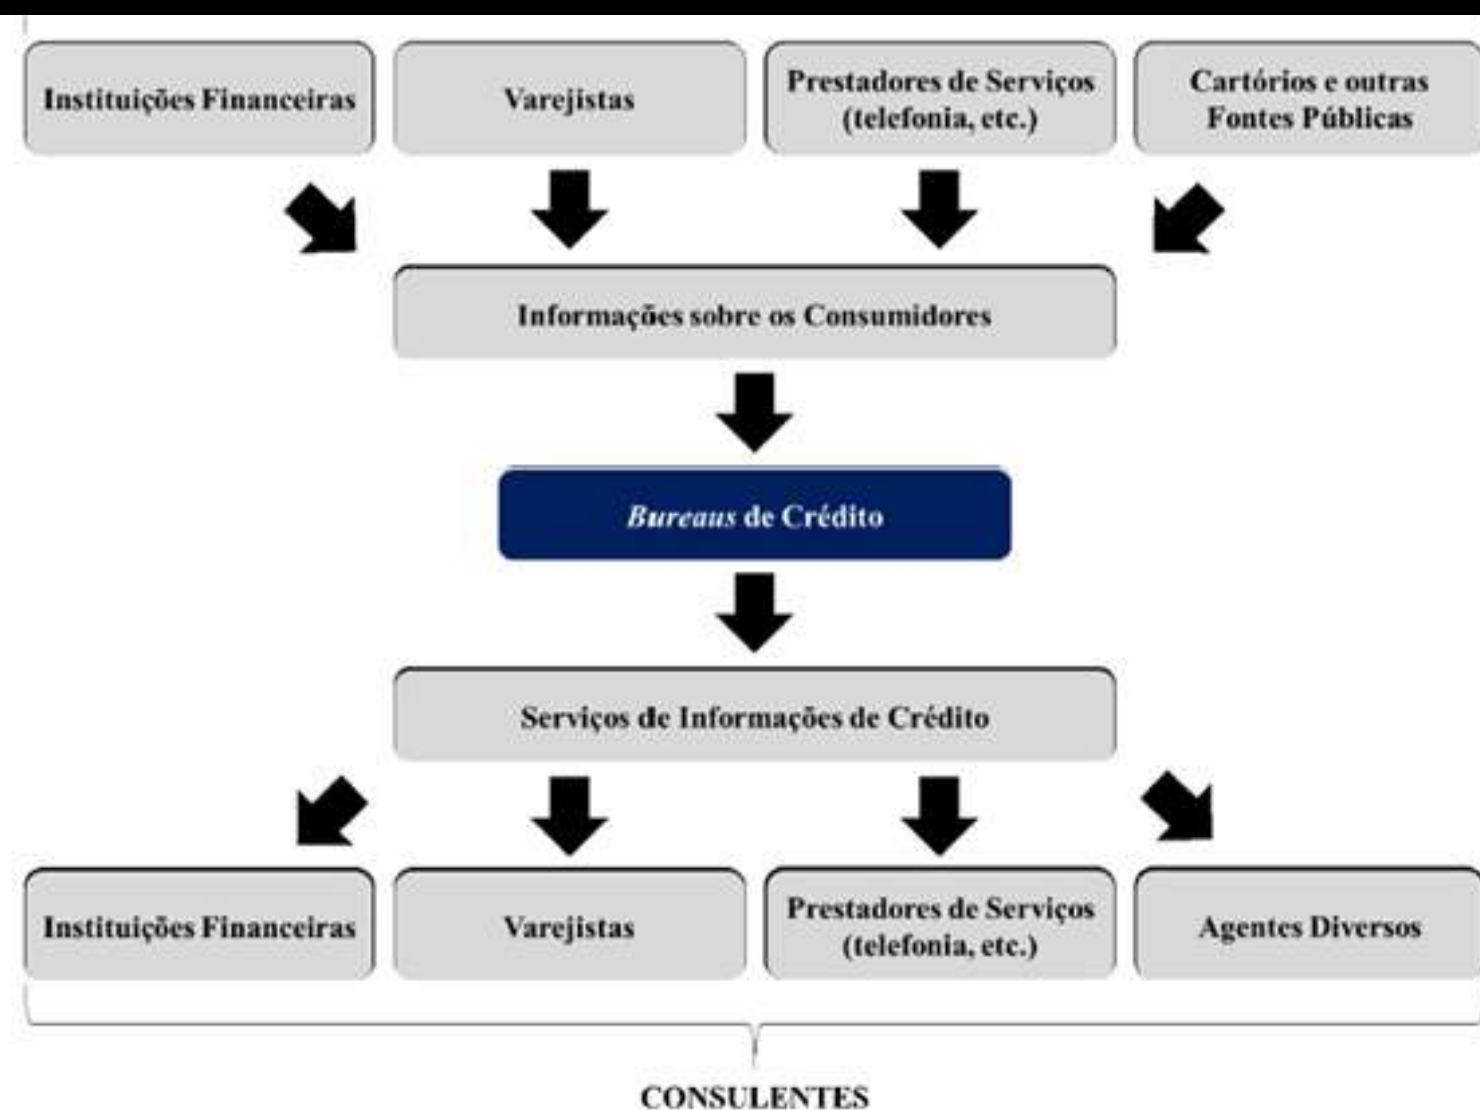 Instituições Financeiras
Varejistas
Prestadores de Serviços
(telefonia, etc.)
Cartórios e outras
Fontes Públicas
Informações sobre os Consumidores
Bureaus de Crédito
Serviços de Informações de Crédito
Instituições Financeiras
Varejistas
Prestadores de Serviços
(telefonia, etc.)
Agentes Diversos
CONSULENTES